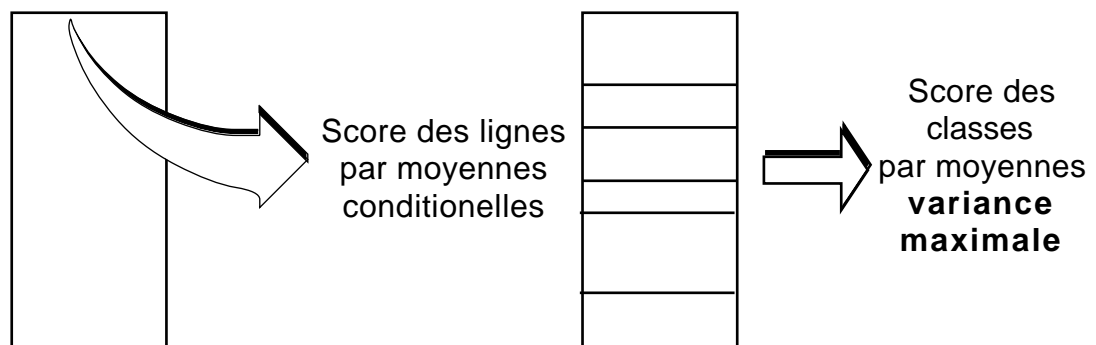 Score des lignes
par moyennes
conditionelles
Score des
classes
par moyennes
variance
maximale